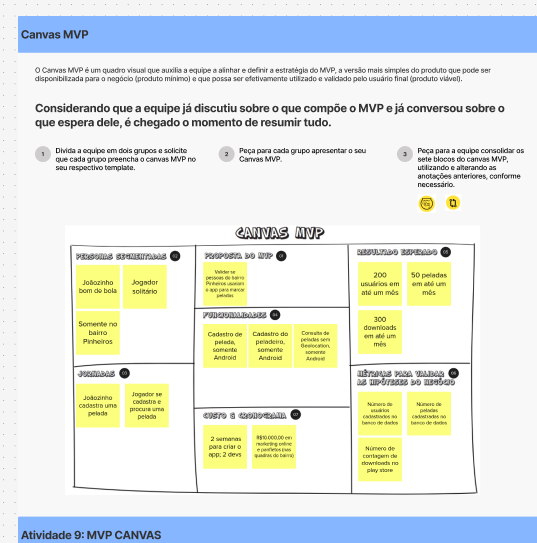 Canvas MVP
O Canvas MVP é um quadro visual que auxilia a equipe a alinhar e definir a estratégia do MVP, a versão mais simples do produto que pode ser
disponibilizada para o negócio (produto mínimo) e que possa ser efetivamente utilizado e validado pelo usuário final (produto viável).
Considerando que a equipe já discutiu sobre o que compõe o MVP e já conversou sobre o
que espera dele, é chegado o momento de resumir tudo.
1
Divida a equipe em dois grupos e solicite
que cada grupo preencha o canvas MVP no
seu respectivo template.
2
Peça para cada grupo apresentar o seu
Canvas MVP.
3
Peça para a equipe consolidar os
sete blocos do canvas MVP,
utilizando e alterando as
anotações anteriores, conforme
necessário.
CANVAS MVP
PERSONAS SEGMENTADAS 02
Joãozinho
bom de bola
Jogador
solitário
Somente no
bairro
Pinheiros
PROPOSTA DO MVP 01
Validar se
pessoas do bairro
Pinheiros usariam
o app para marcar
peladas
RESULTADO ESPERADO 05
200
usuários em
até um mês
50 peladas
em até um
mês
300
downloads
em até um
mês
FUNCIONALIDADES 04
Cadastro de
pelada,
somente
Android
Cadastro do
peladeiro,
somente
Android
Consulta de
peladas sem
Geolocation,
somente
Android
JORNADAS 03
Joãozinho
cadastra uma
pelada
Jogador se
cadastra e
procura uma
pelada
MÉTRICAS PARA VALIDAR
AS HIPÓTESES DO NEGÓCIO 06
Número de
usuários
cadastrados no
banco de dados
Número de
peladas
cadastradas no
banco de dados
Número de
contagem de
downloads no
play store
CUSTO & CRONOGRAMA 07
2 semanas
para criar o
app; 2 devs
R$10.000,00 em
marketing online
e panfletos (nas
quadras do bairro)
Atividade 9: MVP CANVAS